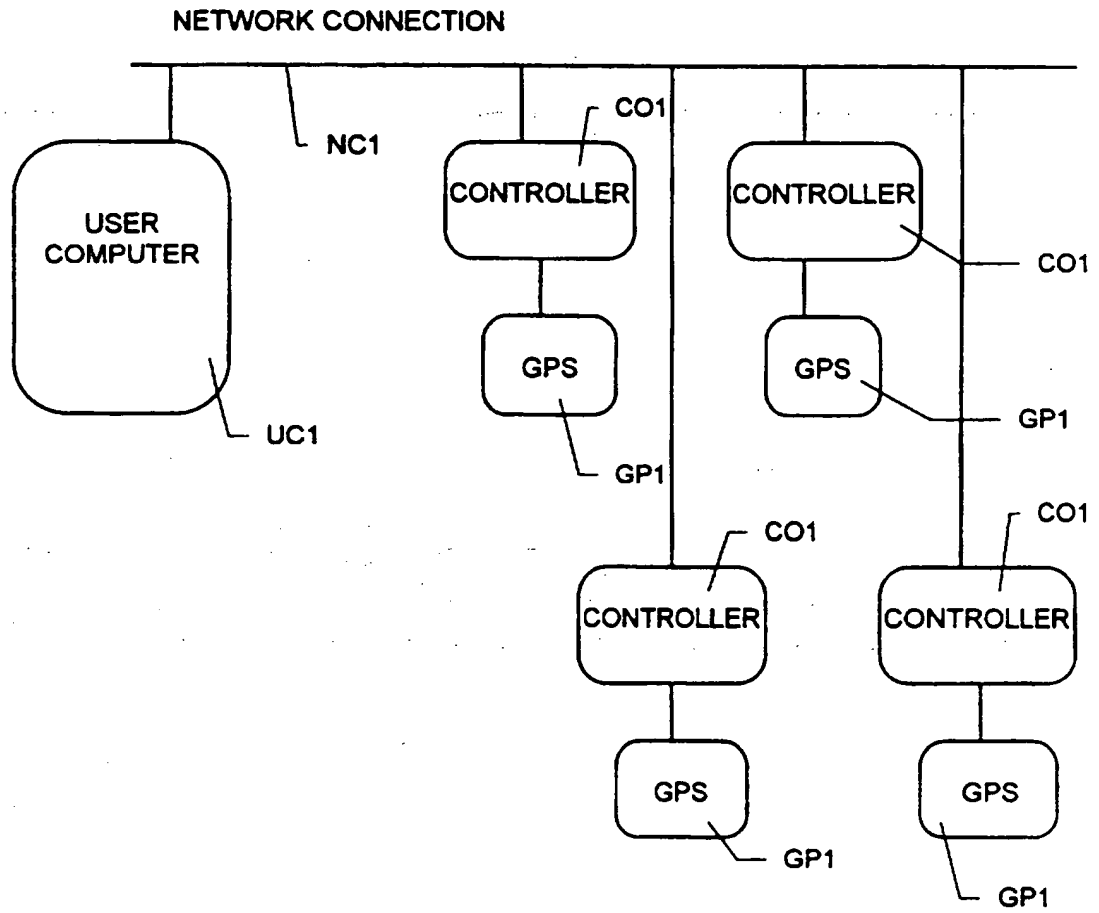 NETWORK CONNECTION
NC1
CO1
USER
COMPUTER
CONTROLLER
CONTROLLER
CO1
GPS
GPS
UC1
GP1
GP1
CO1
CO1
CONTROLLER
CONTROLLER
GPS
GPS
GP1
GP1